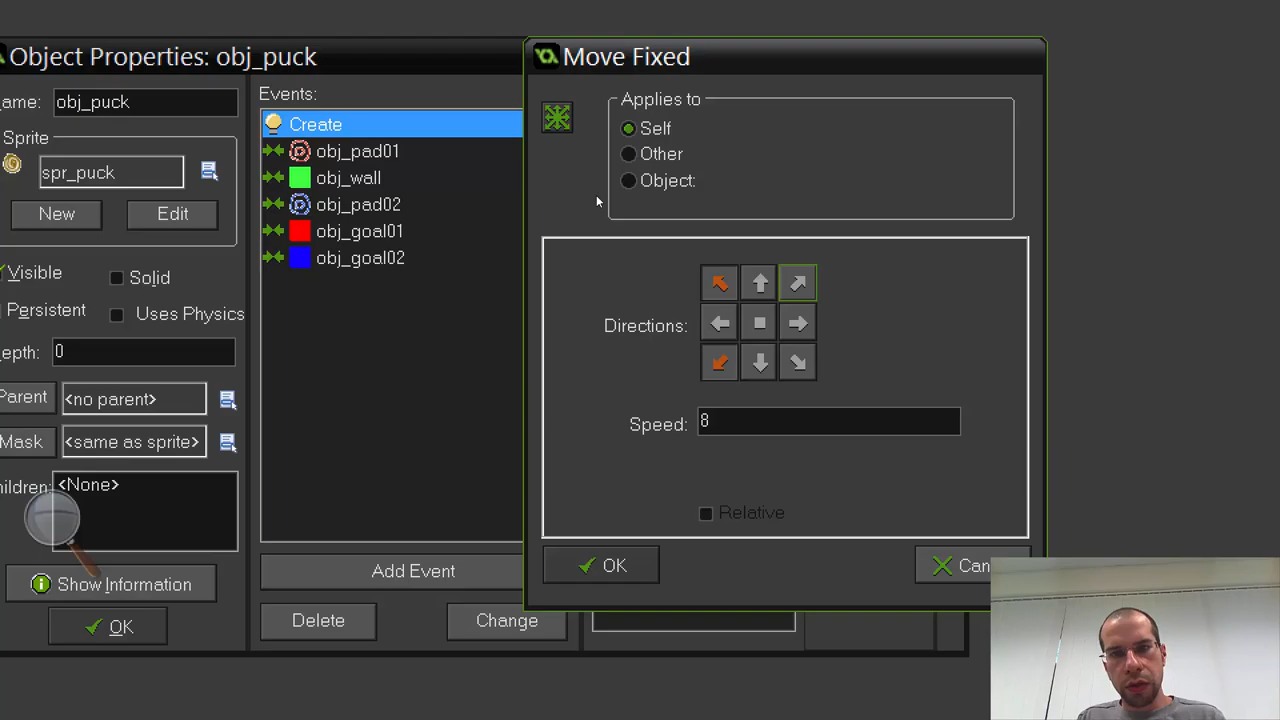 Object Properties: obj_puck
ame:
obj_puck
Sprite
spr_puck
New
Edit
Visible
Solid
Persistent
Uses Physics
epth:
0
Parent
<no parent>
Mask
<same as sprite>
hildren:
<None>
Show Information
OK
Events:
Create
obj_pad01
obj_wall
obj_pad02
obj_goal01
obj_goal02
Add Event
Delete
Change
Move Fixed
Applies to
Self
Other
Object:
Directions:
Speed:
8
Relative
OK
Can